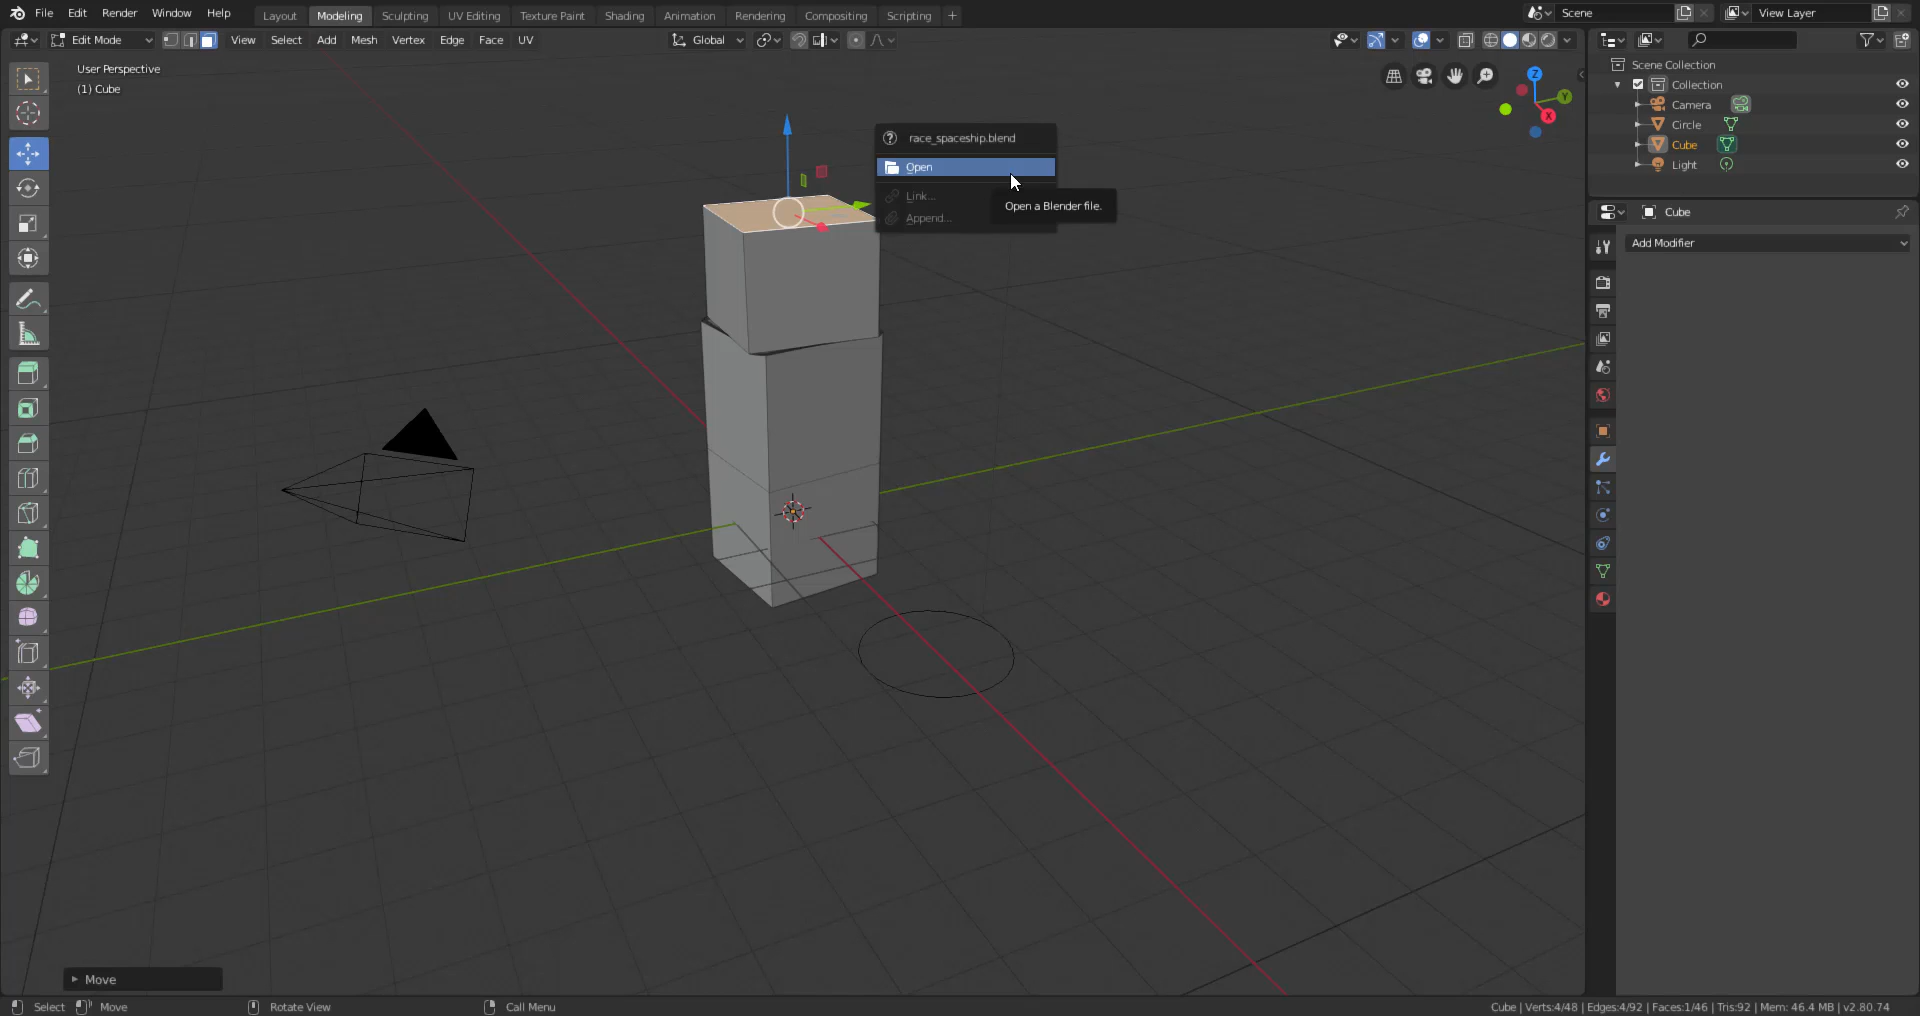 File Edit Render Window Help
Layout Modeling Sculpting UV Editing Texture Paint Shading Animation Rendering Compositing Scripting +
Scene
View Layer
Edit Mode
View Select Add Mesh Vertex Edge Face UV
Global
User Perspective
(1) Cube
Z
Y
X
race_spaceship.blend
Open
Link...
Append...
Open a Blender file.
Scene Collection
Collection
Camera
Circle
Cube
Light
Cube
Add Modifier
Move
Select
Move
Rotate View
Call Menu
Cube | Verts:4/48 | Edges:4/92 | Faces:1/46 | Tris:92 | Mem: 46.4 MB | v2.80.74